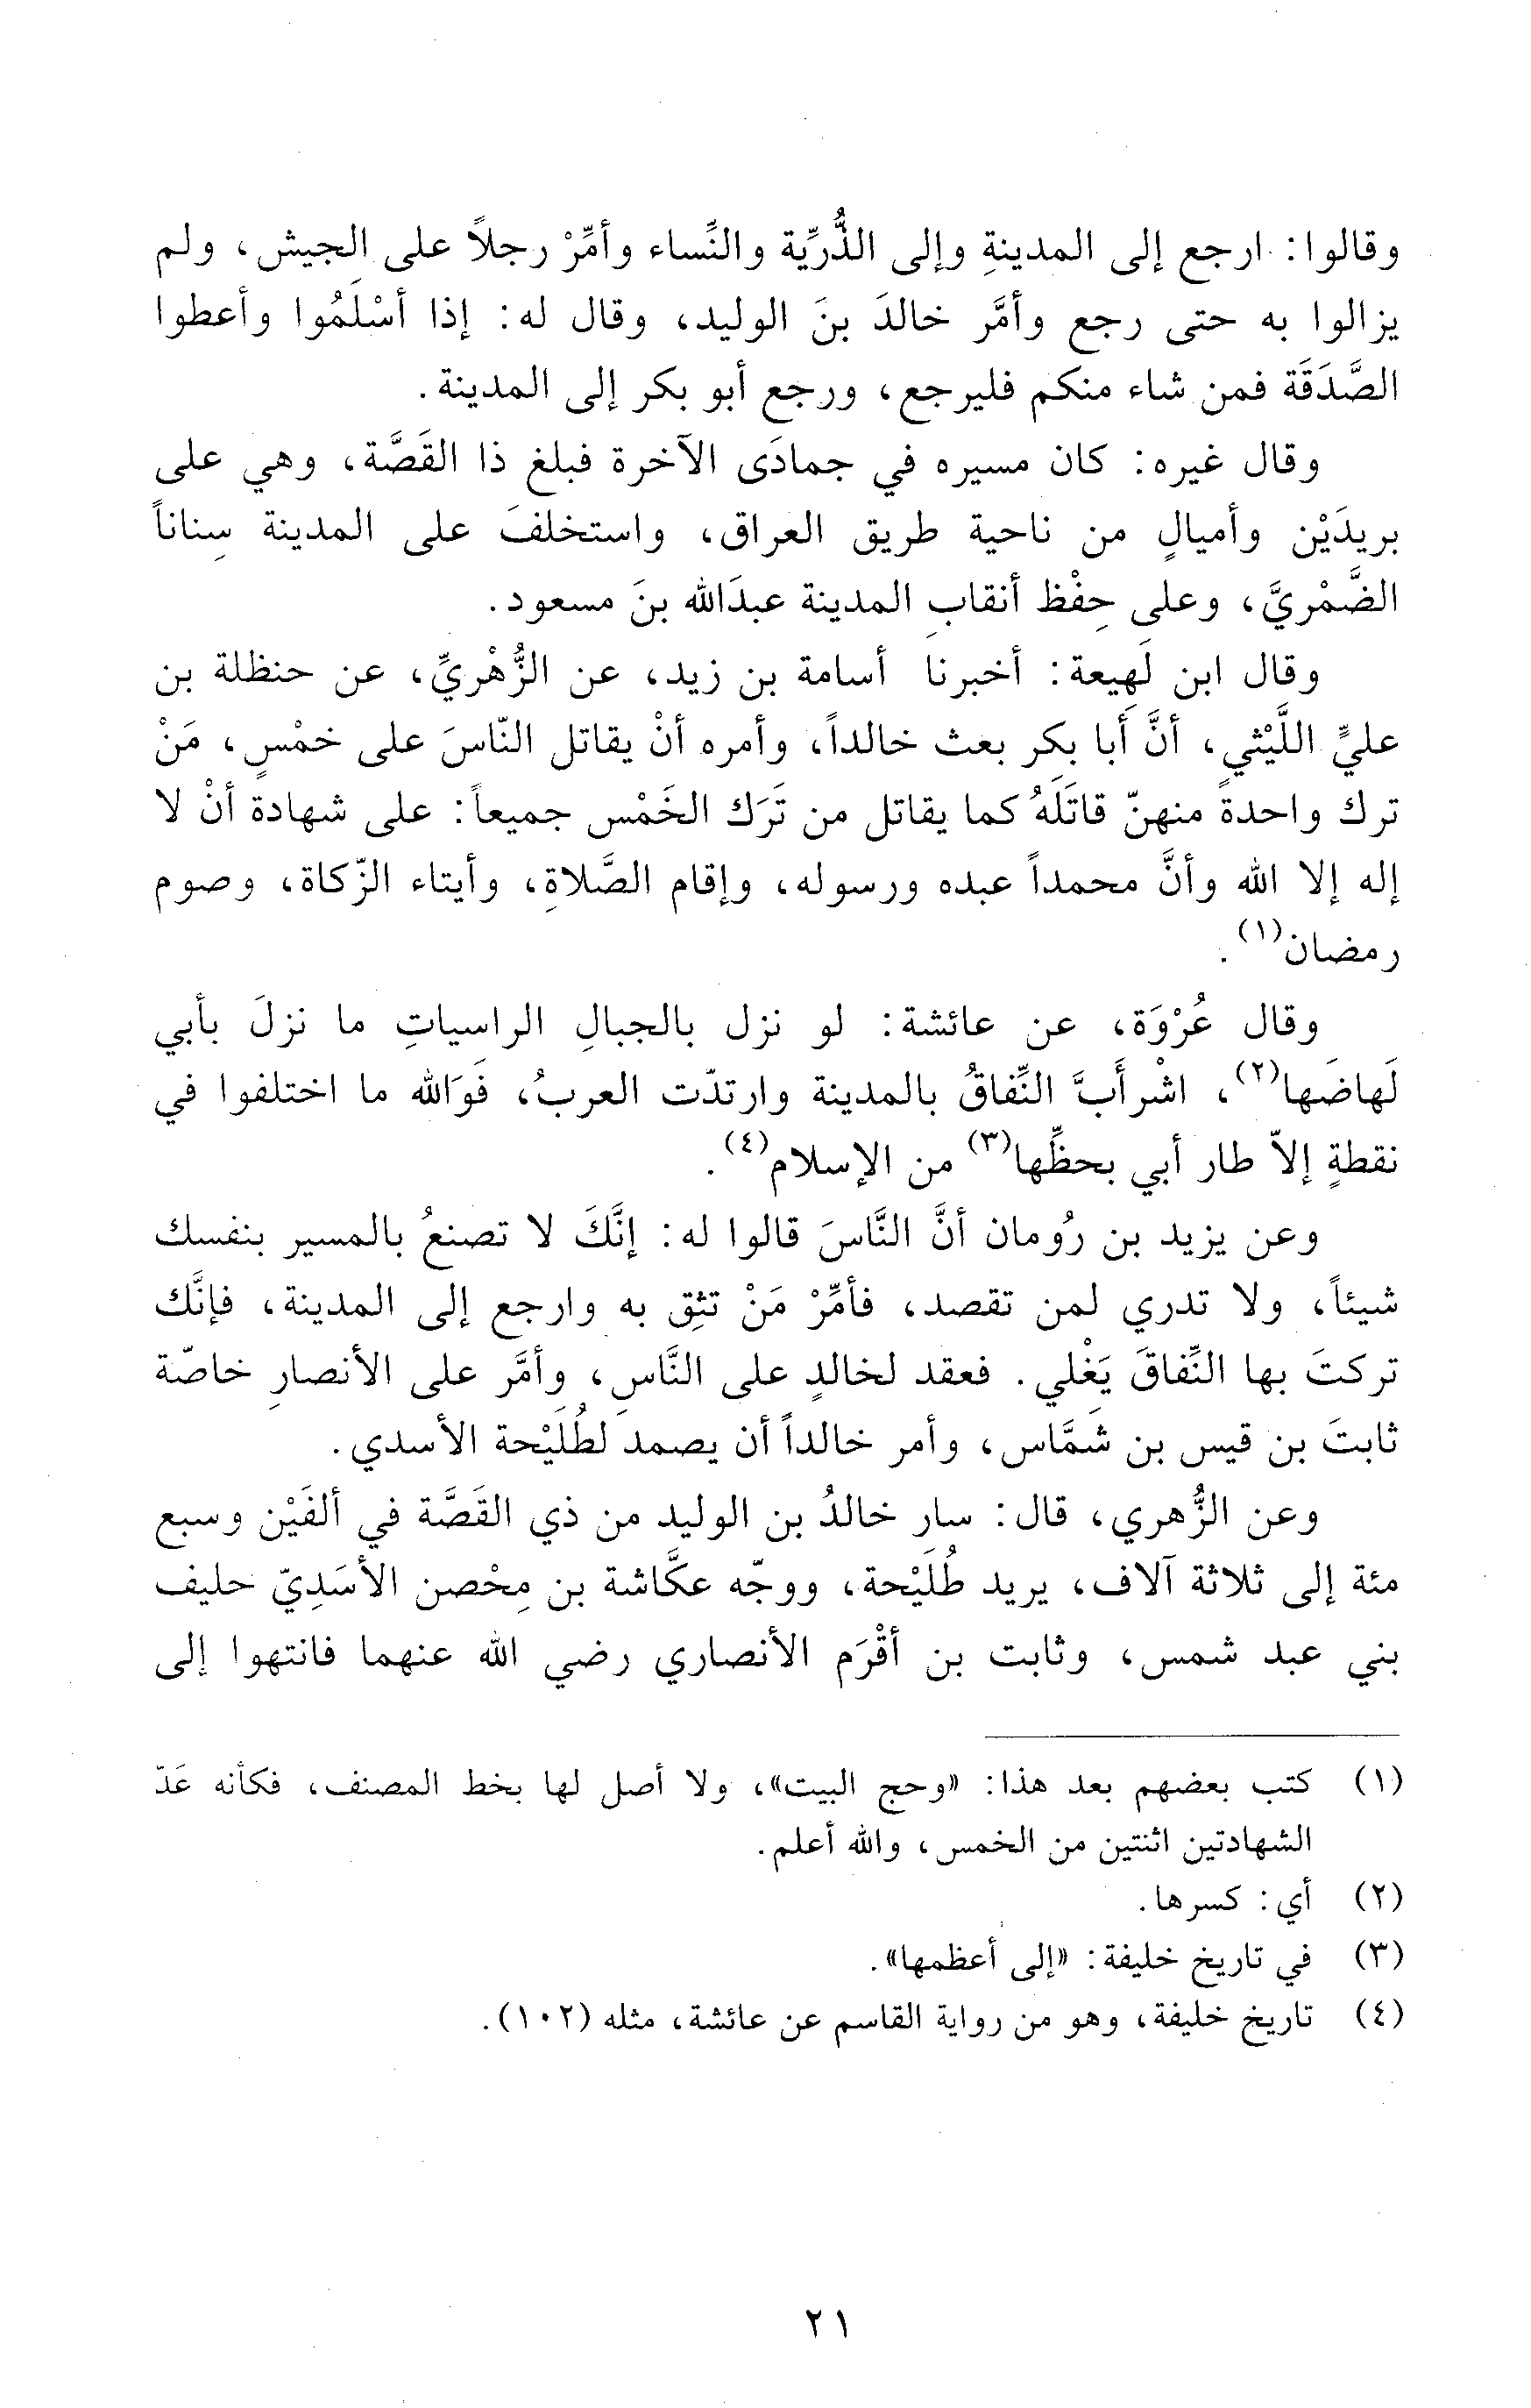 وقالوا: ارجع إلى المدينةِ وإلى الذُّرِّية والنِّساء وأمِّرْ رجلاً على الجيش، ولم
يزالوا به حتى رجع وأمَّر خالدَ بنَ الوليد، وقال له: إذا أسْلَمُوا وأعطوا
الصَّدَقَة فمن شاء منكم فليرجع، ورجع أبو بكر إلى المدينة.
وقال غيره: كان مسيره في جمادَى الآخرة فبلغ ذا القَصَّة، وهي على
بريدَيْن وأميالٍ من ناحية طريق العراق، واستخلفَ على المدينة سِناناً
الضَّمْريَّ، وعلى حِفْظ أنقابِ المدينة عبدَالله بنَ مسعود.
وقال ابن لَهِيعة: أخبرنا أسامة بن زيد، عن الزُّهْريِّ، عن حنظلة بن
عليٍّ اللَّيْثي، أنَّ أَبا بكر بعث خالداً، وأمره أنْ يقاتل النّاسَ على خمْسٍ، مَنْ
ترك واحدةً منهنّ قاتَلَهُ كما يقاتل من تَرَك الخَمْس جميعاً: على شهادة أنْ لا
إله إلا الله وأنَّ محمداً عبده ورسوله، وإقام الصَّلاةِ، وأيتاء الزّكاة، وصوم
رمضان(١).
وقال عُرْوَة، عن عائشة: لو نزل بالجبالِ الراسياتِ ما نزلَ بأبي
لَهاضَها(٢)، اشْرأَبَّ النِّفاقُ بالمدينة وارتدّت العربُ، فَوَالله ما اختلفوا في
نقطةٍ إلاّ طار أبي بحظِّها(٣) من الإسلام(٤).
وعن يزيد بن رُومان أنَّ النَّاسَ قالوا له: إنَّكَ لا تصنعُ بالمسير بنفسك
شيئاً، ولا تدري لمن تقصد، فأمِّرْ مَنْ تثِق به وارجع إلى المدينة، فإنَّك
تركتَ بها النِّفاقَ يَغْلي. فعقد لخالدٍ على النَّاسِ، وأمَّر على الأنصارِ خاصّة
ثابتَ بن قيس بن شَمَّاس، وأمر خالداً أن يصمد لطُلَيْحة الأسدي.
وعن الزُّهري، قال: سار خالدُ بن الوليد من ذي القَصَّة في ألفَيْن وسبع
مئة إلى ثلاثة آلاف، يريد طُلَيْحة، ووجّه عكَّاشة بن مِحْصن الأسَدِيّ حليف
بني عبد شمس، وثابت بن أقْرَم الأنصاري رضي الله عنهما فانتهوا إلى
(١) كتب بعضهم بعد هذا: «وحج البيت»، ولا أصل لها بخط المصنف، فكأنه عَدّ
الشهادتين اثنتين من الخمس، والله أعلم.
(٢) أي: كسرها.
(٣) في تاريخ خليفة: «إلى أعظمها».
(٤) تاريخ خليفة، وهو من رواية القاسم عن عائشة، مثله (١٠٢).
٢١